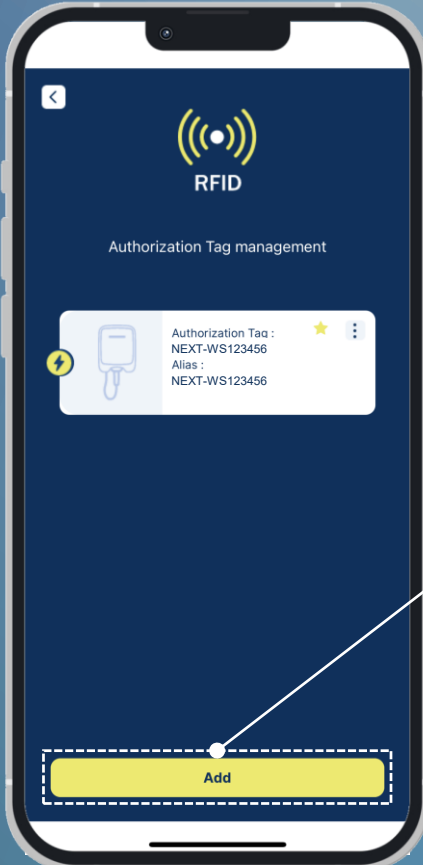 RFID
Authorization Tag management
Authorization Tag :
NEXT-WS123456
Alias :
NEXT-WS123456
Add